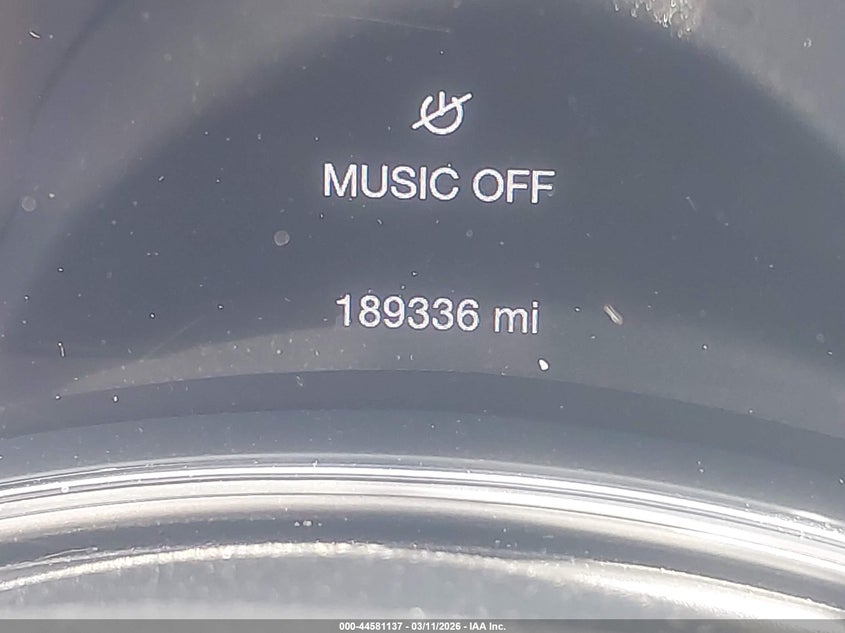 MUSIC OFF
189336 mi
000-44581137 - 03/11/2026 - IAA Inc.